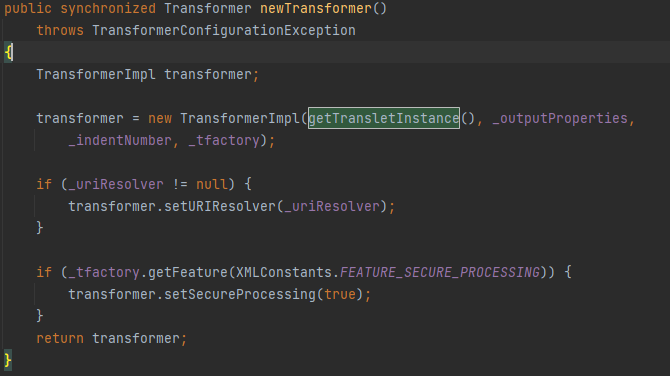 public synchronized Transformer newTransformer()
    throws TransformerConfigurationException
{
    TransformerImpl transformer;

    transformer = new TransformerImpl(getTransletInstance(), _outputProperties,
        _indentNumber, _tfactory);

    if (_uriResolver != null) {
        transformer.setURIResolver(_uriResolver);
    }

    if (_tfactory.getFeature(XMLConstants.FEATURE_SECURE_PROCESSING)) {
        transformer.setSecureProcessing(true);
    }
    return transformer;
}